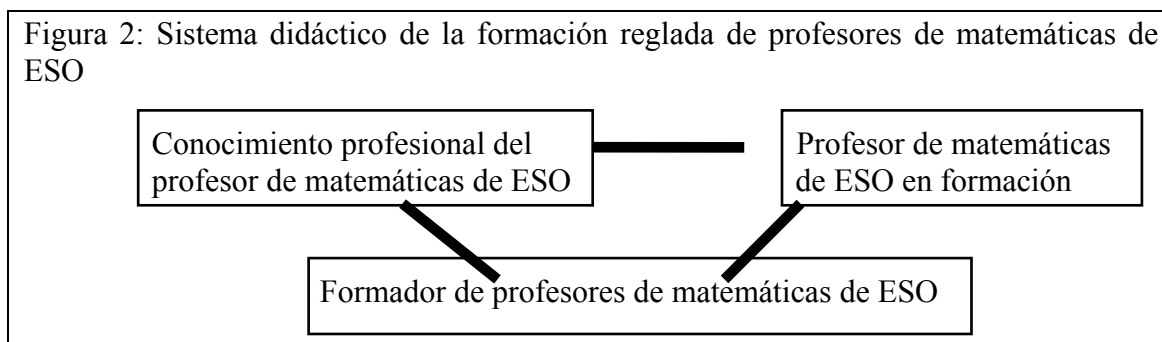 Figura 2: Sistema didáctico de la formación reglada de profesores de matemáticas de
ESO
Conocimiento profesional del
profesor de matemáticas de ESO
Profesor de matemáticas
de ESO en formación
Formador de profesores de matemáticas de ESO